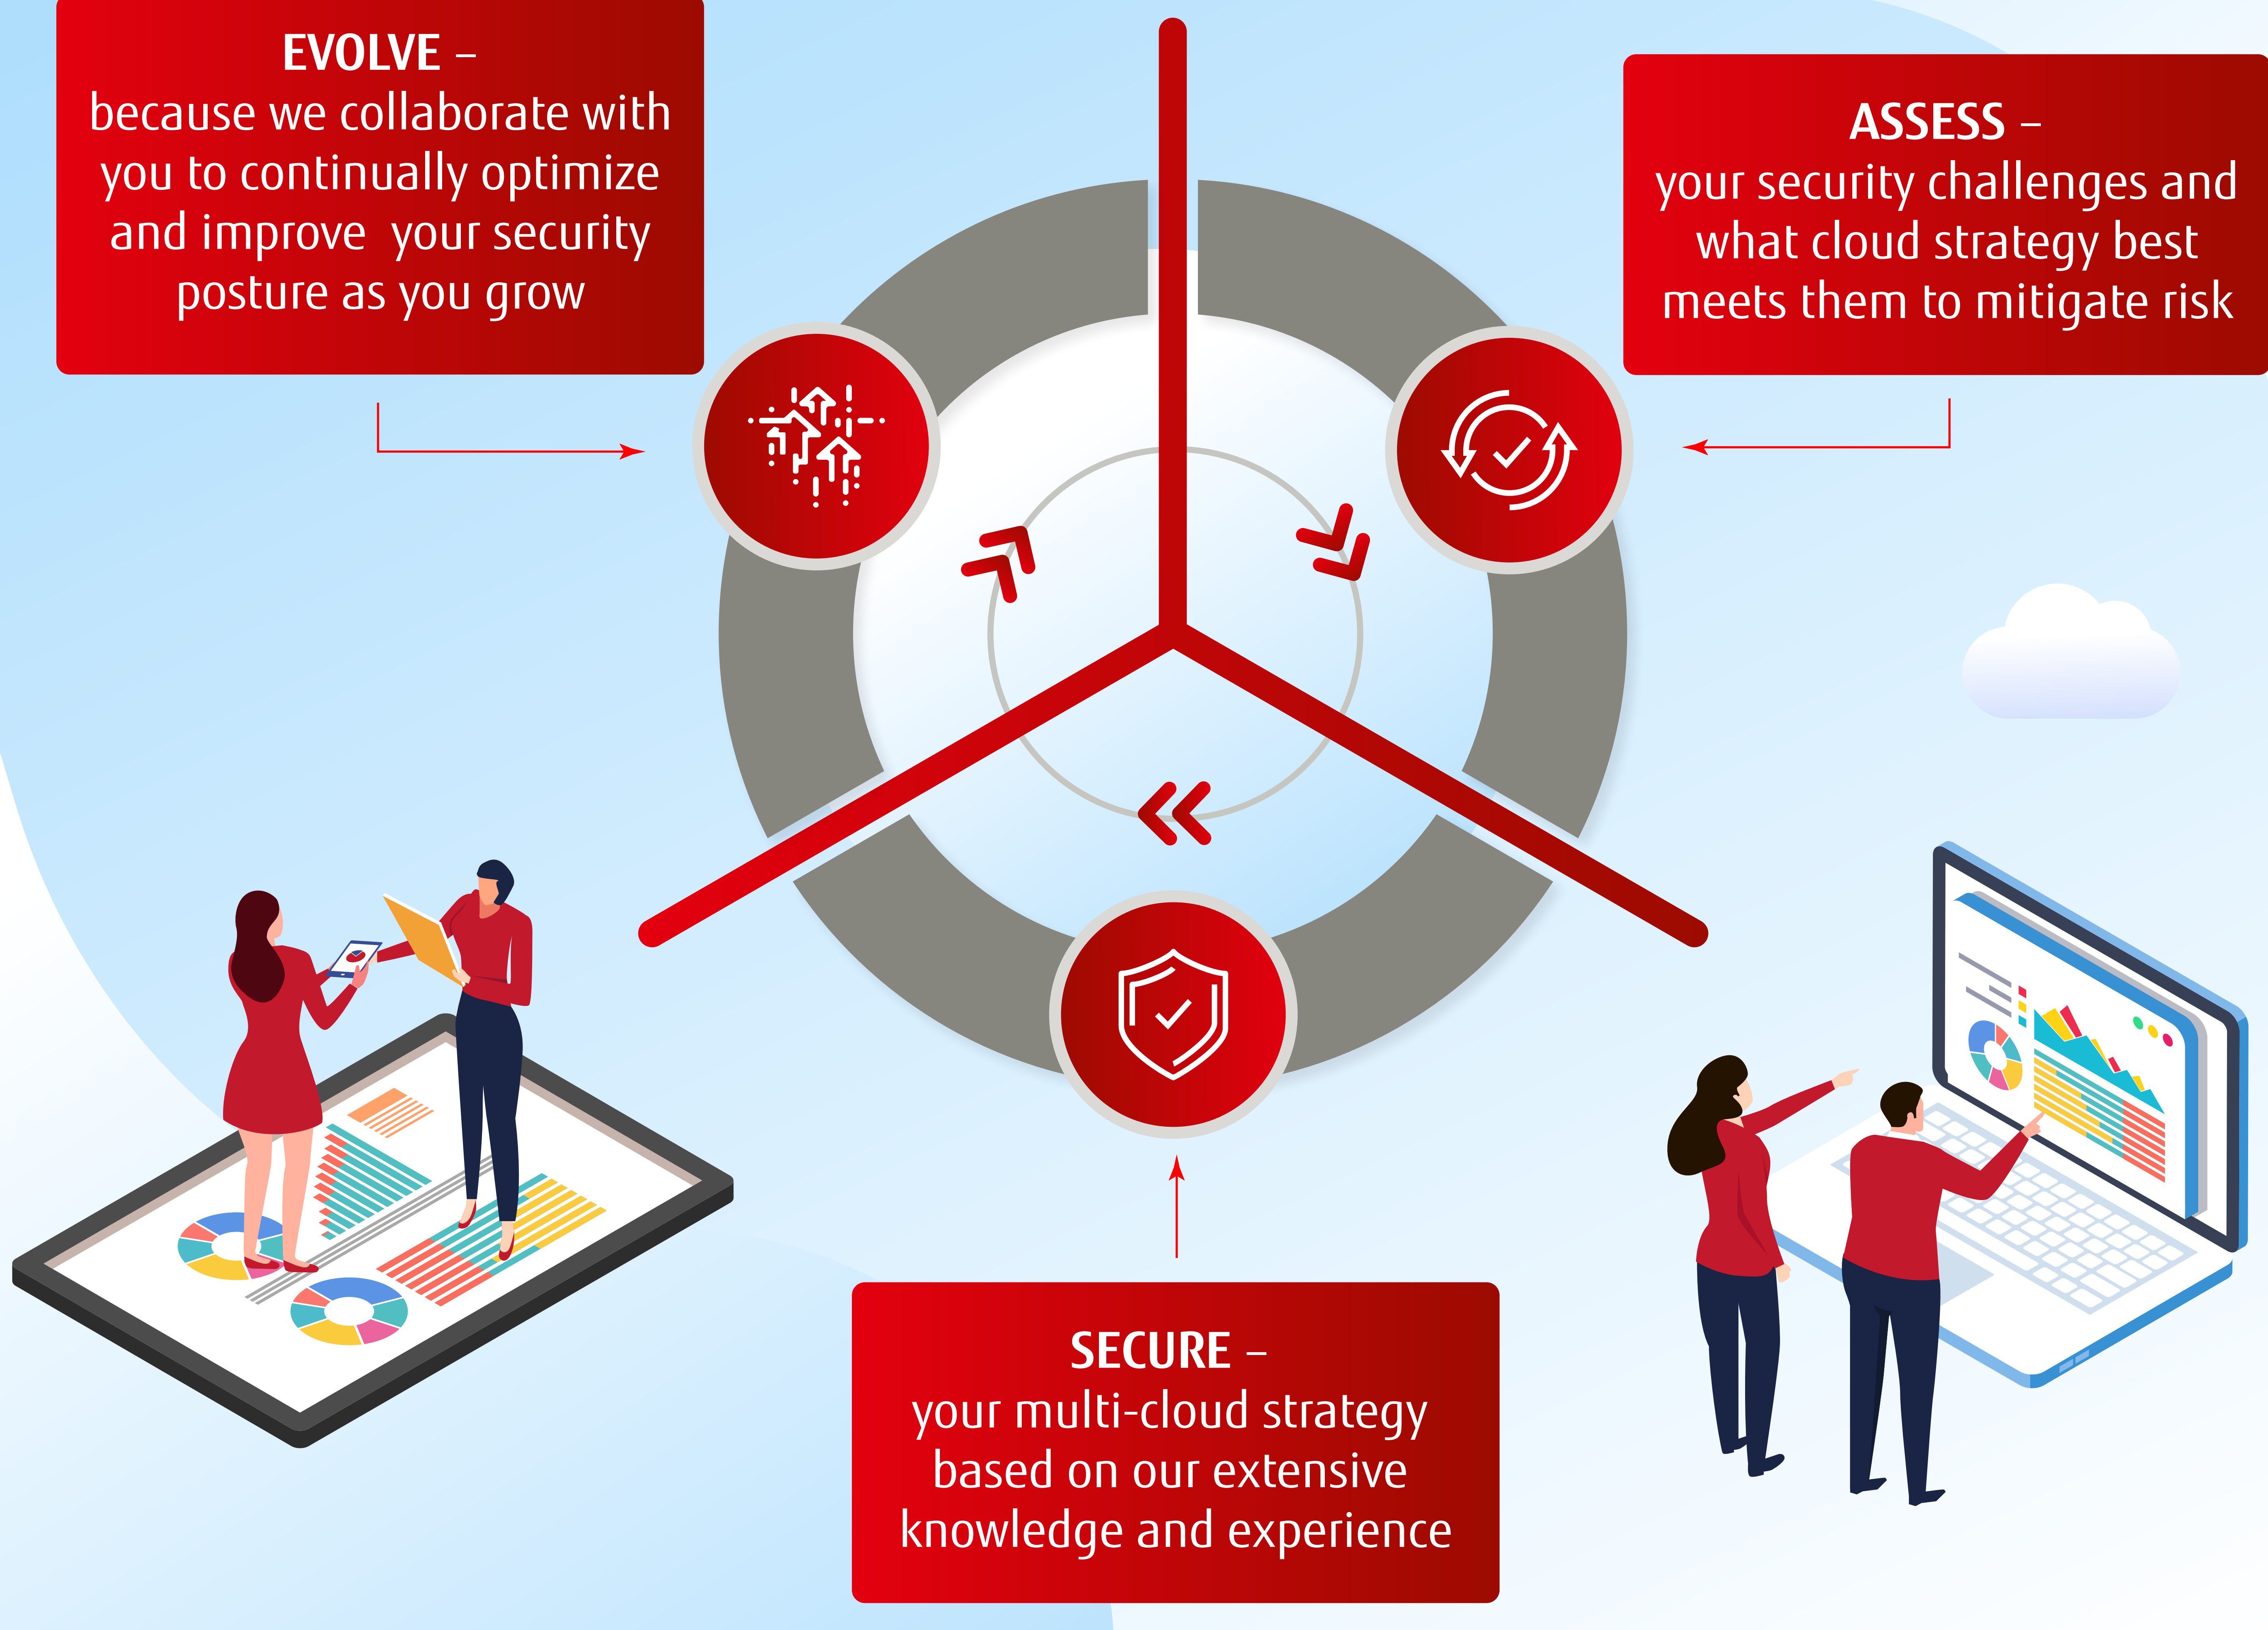 EVOLVE –
because we collaborate with
you to continually optimize
and improve  your security
posture as you grow
ASSESS –
your security challenges and
what cloud strategy best
meets them to mitigate risk
SECURE –
your multi-cloud strategy
based on our extensive
knowledge and experience